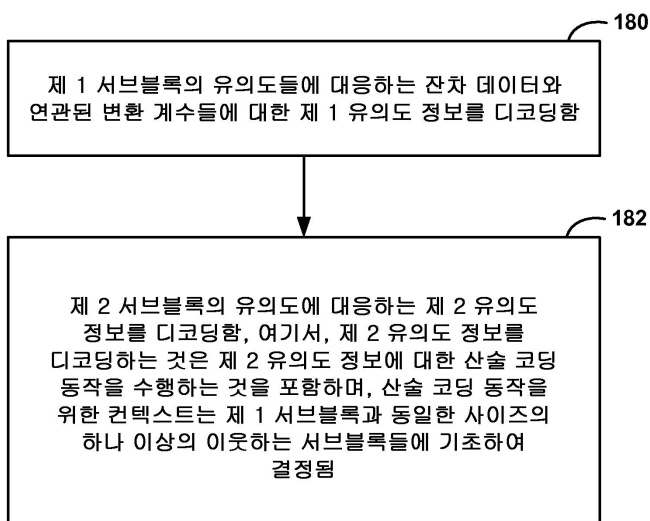 180
제 1 서브블록의 유의도들에 대응하는 잔차 데이터와
연관된 변환 계수들에 대한 제 1 유의도 정보를 디코딩함
182
제 2 서브블록의 유의도에 대응하는 제 2 유의도
정보를 디코딩함, 여기서, 제 2 유의도 정보를
디코딩하는 것은 제 2 유의도 정보에 대한 산술 코딩
동작을 수행하는 것을 포함하며, 산술 코딩 동작을
위한 컨텍스트는 제 1 서브블록과 동일한 사이즈의
하나 이상의 이웃하는 서브블록들에 기초하여
결정됨